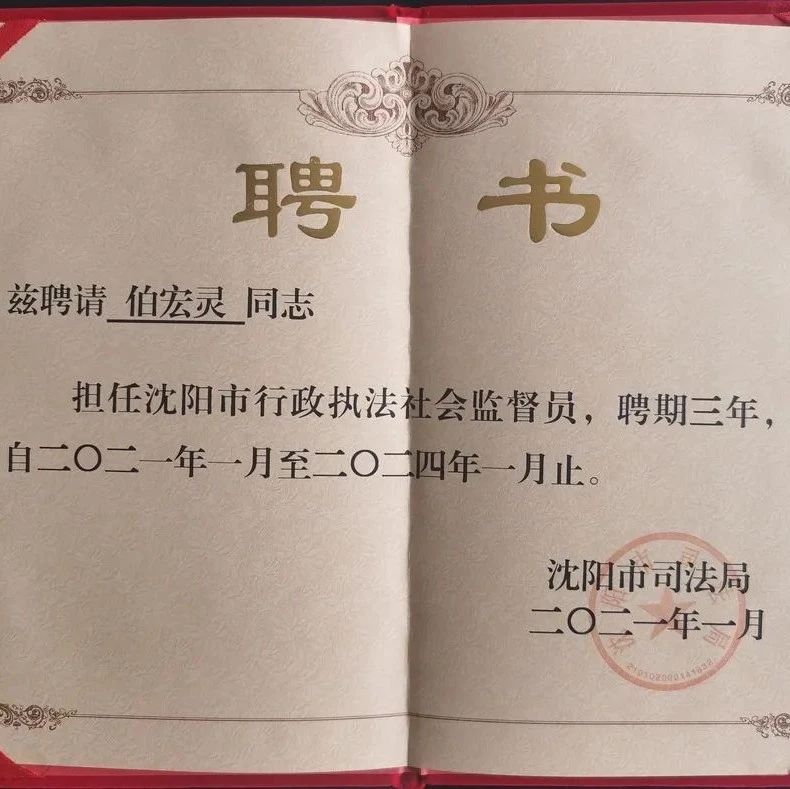 聘书
兹聘请 伯宏灵 同志
担任沈阳市行政执法社会监督员，聘期三年，
自二〇二一年一月至二〇二四年一月止。
沈阳市司法局
二〇二一年一月